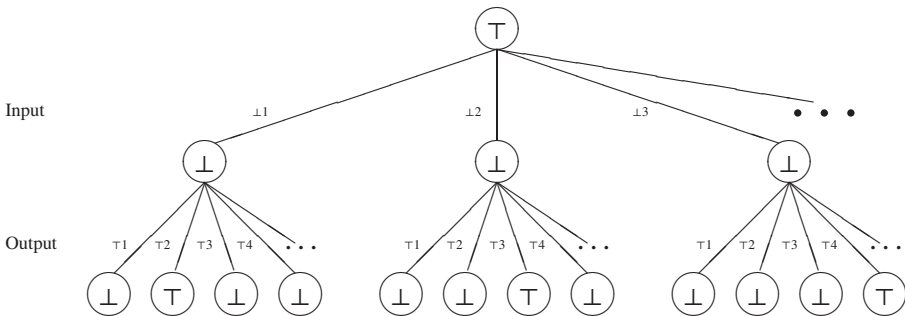 ⊤
Input ⊥1 ⊥2 ⊥3 • • •
⊥ ⊥ ⊥
Output ⊤1 ⊤2 ⊤3 ⊤4 ... ⊤1 ⊤2 ⊤3 ⊤4 ... ⊤1 ⊤2 ⊤3 ⊤4 ...
⊥ ⊤ ⊥ ⊥ ⊥ ⊥ ⊤ ⊥ ⊥ ⊥ ⊥ ⊤